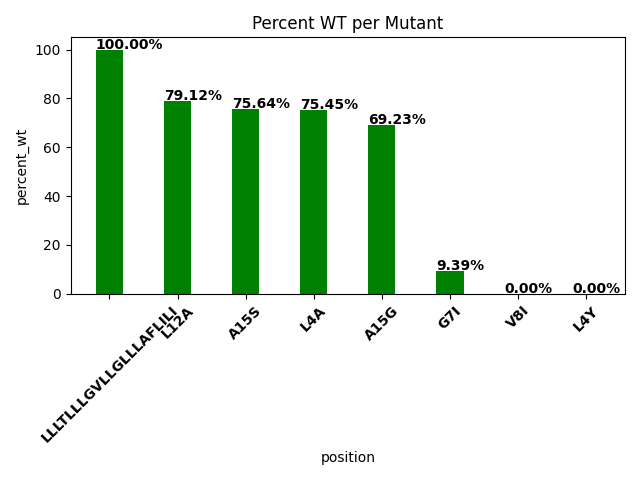 Percent WT per Mutant
percent_wt
100
80
60
40
20
0
100.00%
79.12%
75.64%
75.45%
69.23%
9.39%
0.00%
0.00%
LLLTLLLGVLLGLLLAFLILI
L12A
A15S
L4A
A15G
G7I
V8I
L4Y
position